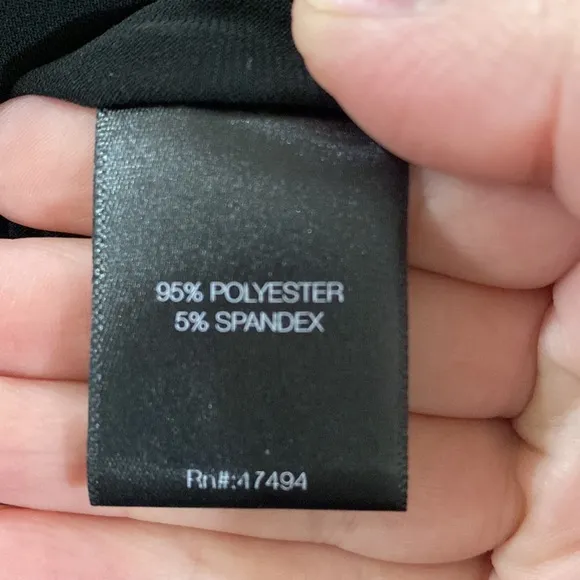 95% POLYESTER
5% SPANDEX
Rn#:47494